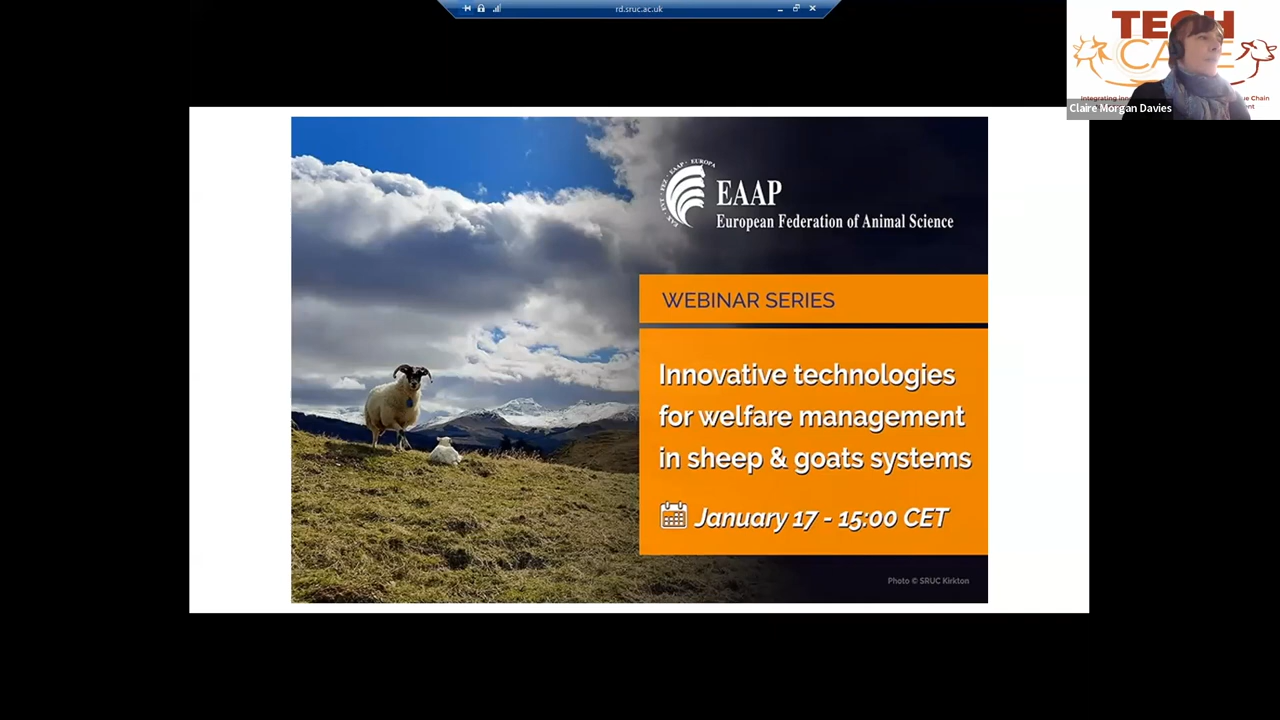 rd.sruc.ac.uk
TECH
CARE
Claire Morgan Davies
EAAP
European Federation of Animal Science
WEBINAR SERIES
Innovative technologies
for welfare management
in sheep & goats systems
January 17 - 15:00 CET
Photo © SRUC Kirkton